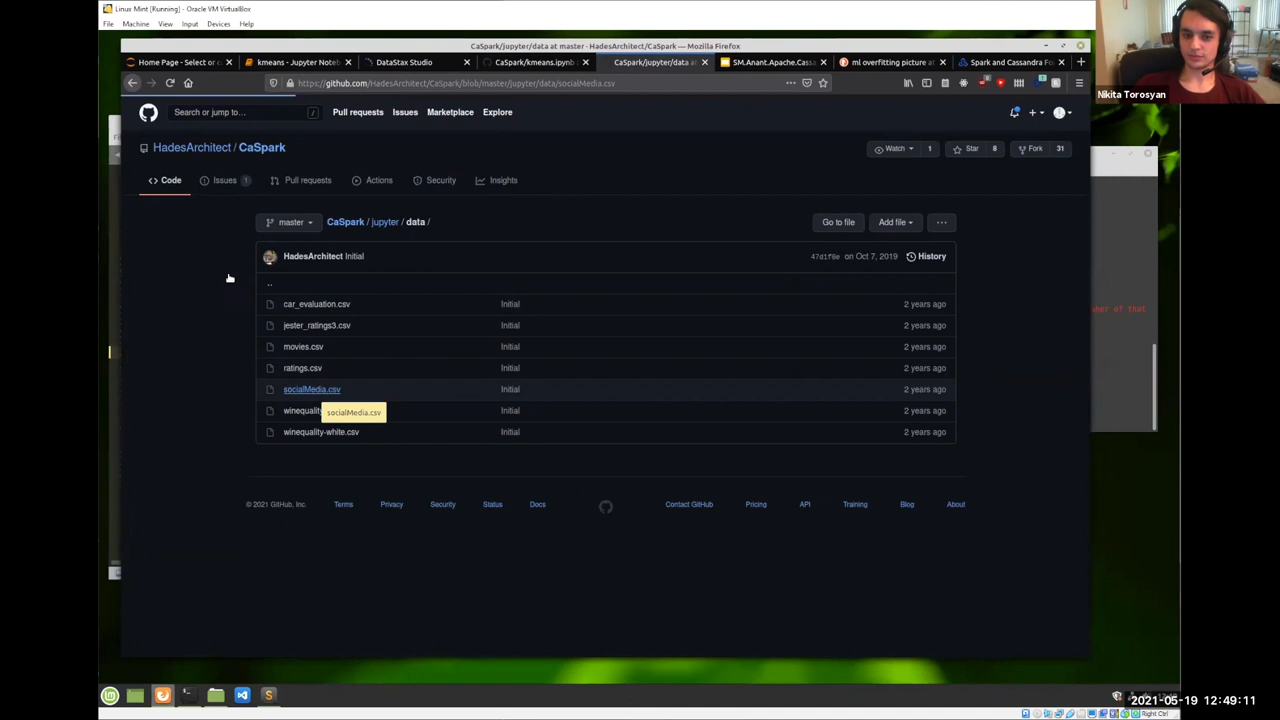 Linux Mint [Running] - Oracle VM VirtualBox
File Machine View Input Devices Help
CaSpark/jupyter/data at master · HadesArchitect/CaSpark — Mozilla Firefox
Home Page - Select or c
kmeans - Jupyter Noteb
DataStax Studio
CaSpark/kmeans.ipynb
CaSpark/jupyter/data at
SM.Anant.Apache.Cassa
ml overfitting picture at
Spark and Cassandra Fo
https://github.com/HadesArchitect/CaSpark/blob/master/jupyter/data/socialMedia.csv
Nikita Torosyan
Search or jump to… /
Pull requests Issues Marketplace Explore
HadesArchitect / CaSpark
Watch 1
Star 8
Fork 31
Code Issues 1 Pull requests Actions Security Insights
master
CaSpark / jupyter / data /
Go to file
Add file
HadesArchitect Initial
47d1f0e on Oct 7, 2019 History
..
car_evaluation.csv Initial 2 years ago
jester_ratings3.csv Initial 2 years ago
movies.csv Initial 2 years ago
ratings.csv Initial 2 years ago
socialMedia.csv Initial 2 years ago
winequality Initial 2 years ago
socialMedia.csv
winequality-white.csv Initial 2 years ago
of that
© 2021 GitHub, Inc. Terms Privacy Security Status Docs Contact GitHub Pricing API Training Blog About
2021-05-19 12:49:11
Right Ctrl